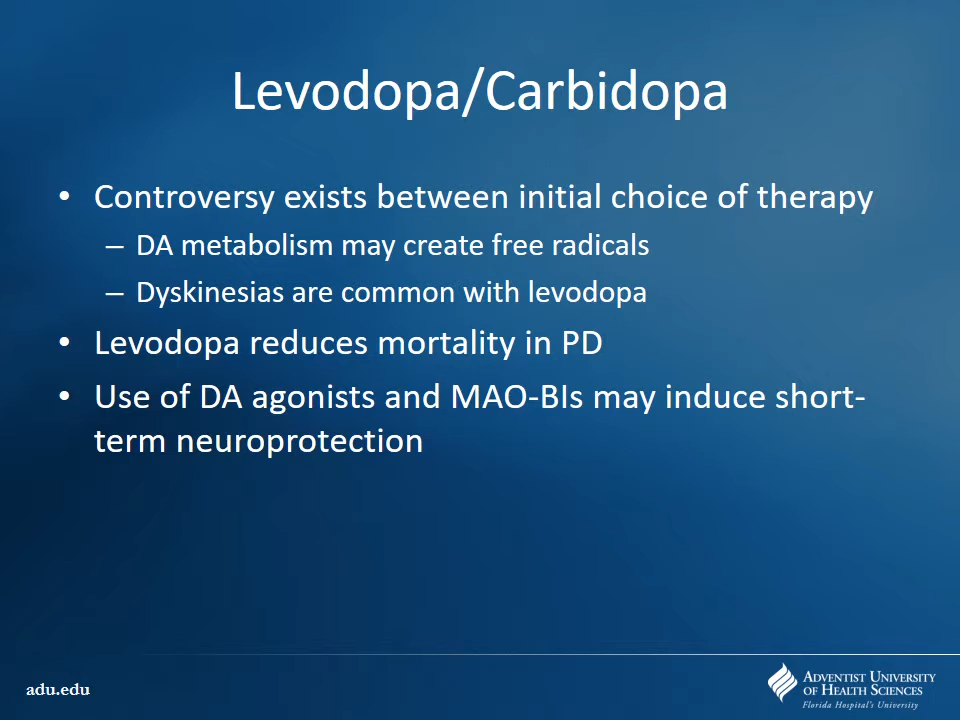 Levodopa/Carbidopa
• Controversy exists between initial choice of therapy
– DA metabolism may create free radicals
– Dyskinesias are common with levodopa
• Levodopa reduces mortality in PD
• Use of DA agonists and MAO-BIs may induce short-
term neuroprotection
adu.edu
ADVENTIST UNIVERSITY
OF HEALTH SCIENCES
Florida Hospital's University